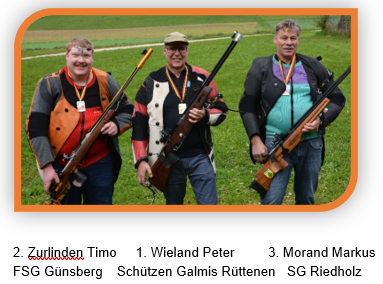 2. Zurlinden Timo 1. Wieland Peter 3. Morand Markus
FSG Günsberg Schützen Galmis Rüttenen SG Riedholz